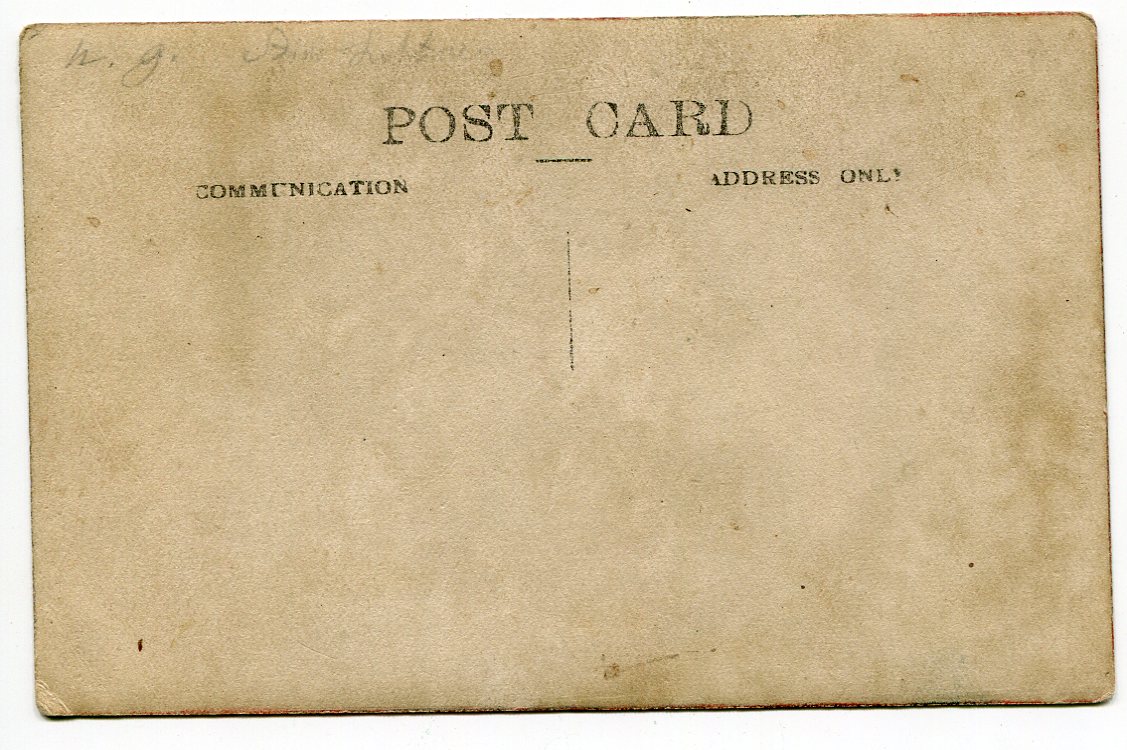 n. g.
POST CARD
COMMUNICATION ADDRESS ONLY